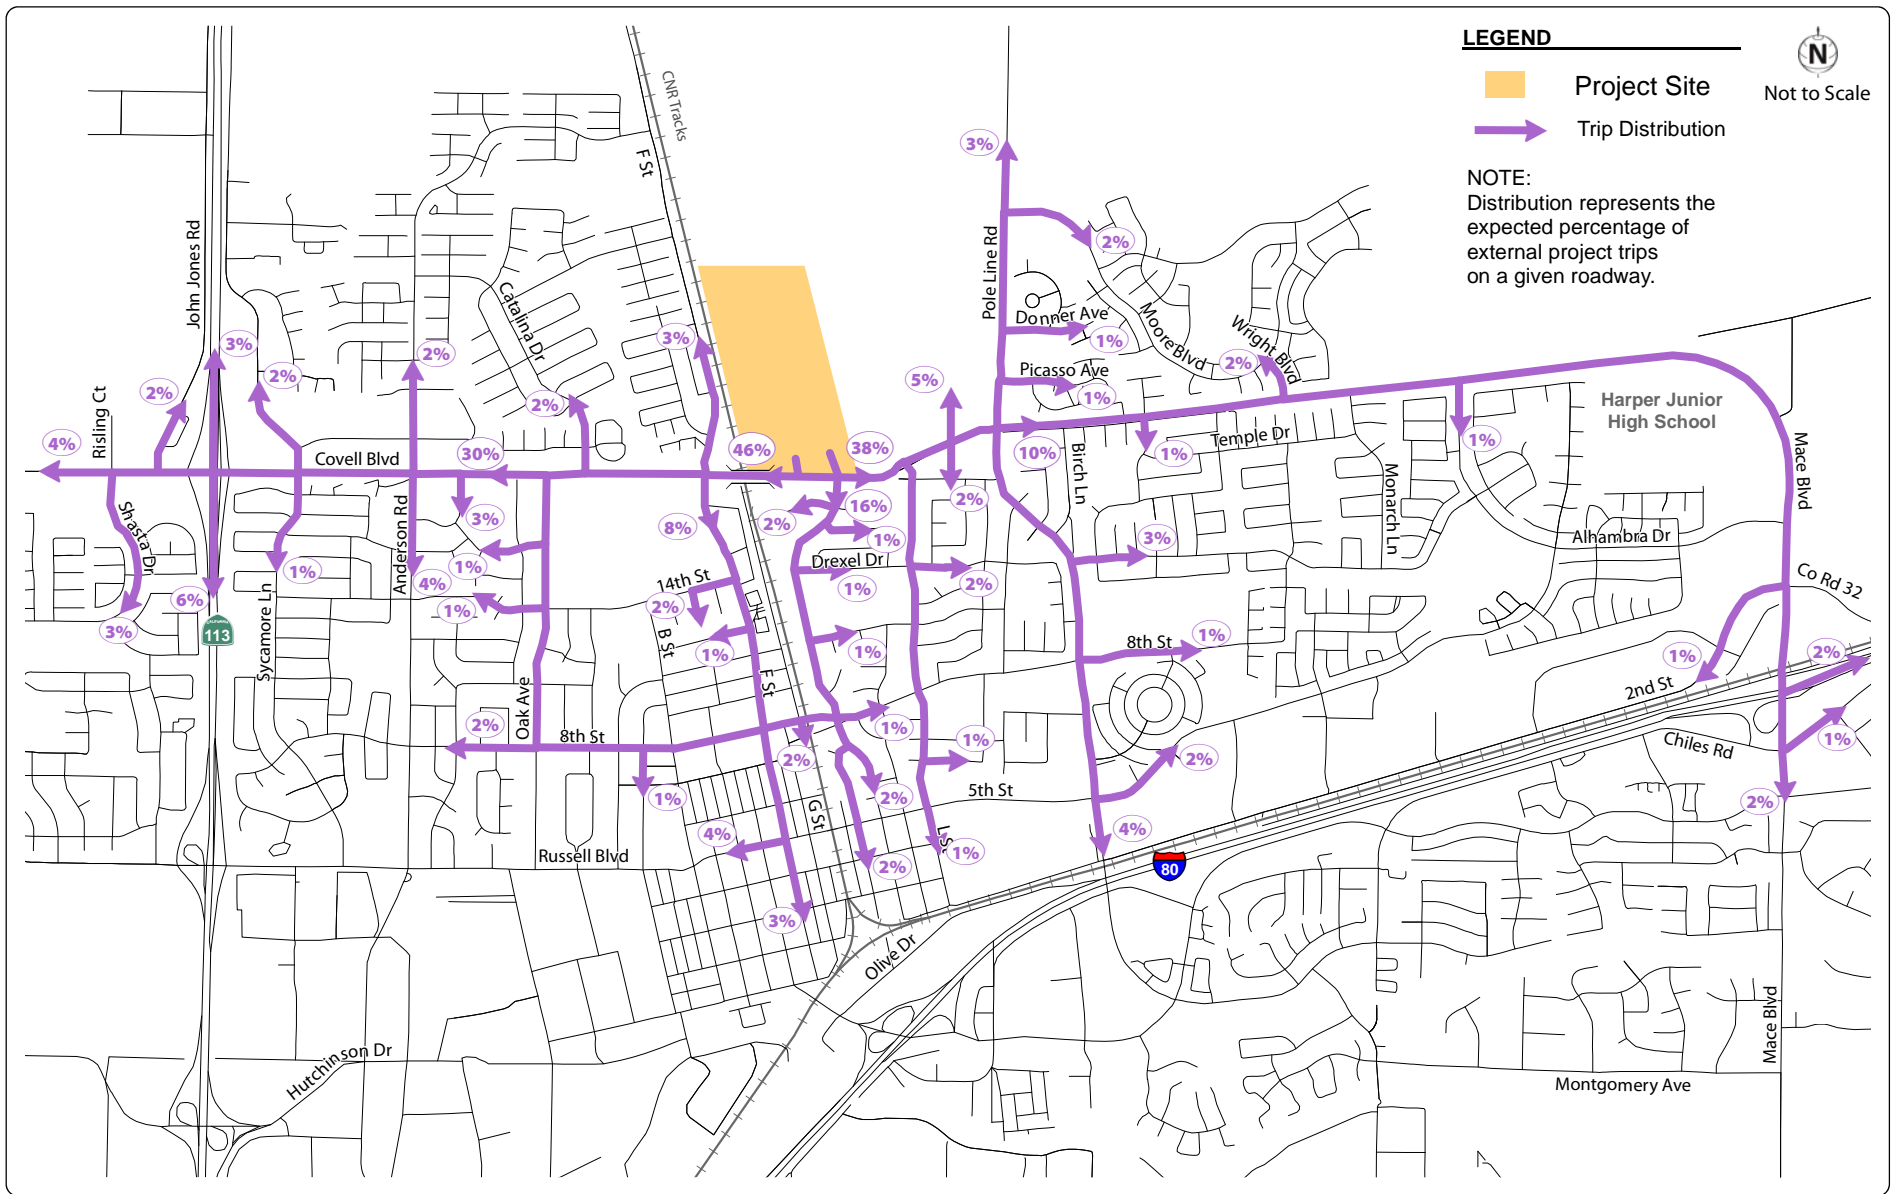 LEGEND
Project Site
Trip Distribution
N
Not to Scale
NOTE:
Distribution represents the
expected percentage of
external project trips
on a given roadway.
CNR Tracks
F St
3%
Pole Line Rd
2%
John Jones Rd
Catalina Dr
Donner Ave
1%
Moore Blvd
Wright Blvd
2%
3%
2%
2%
3%
2%
2%
5%
Picasso Ave
1%
Harper Junior
High School
Risling Ct
4%
Covell Blvd
30%
46%
38%
10%
Birch Ln
1%
Temple Dr
1%
Monarch Ln
Mace Blvd
Shasta Dr
Anderson Rd
3%
8%
2%
16%
1%
2%
3%
Alhambra Dr
1%
1%
4%
14th St
Drexel Dr
1%
2%
Co Rd 32
6%
113
Sycamore Ln
3%
1%
2%
B St
1%
F St
1%
8th St
1%
1%
2%
2nd St
Oak Ave
2%
8th St
1%
1%
2%
2%
Chiles Rd
1%
1%
G St
2%
5th St
2%
4%
Russell Blvd
L St
1%
4%
80
2%
3%
Olive Dr
Hutchinson Dr
Mace Blvd
Montgomery Ave